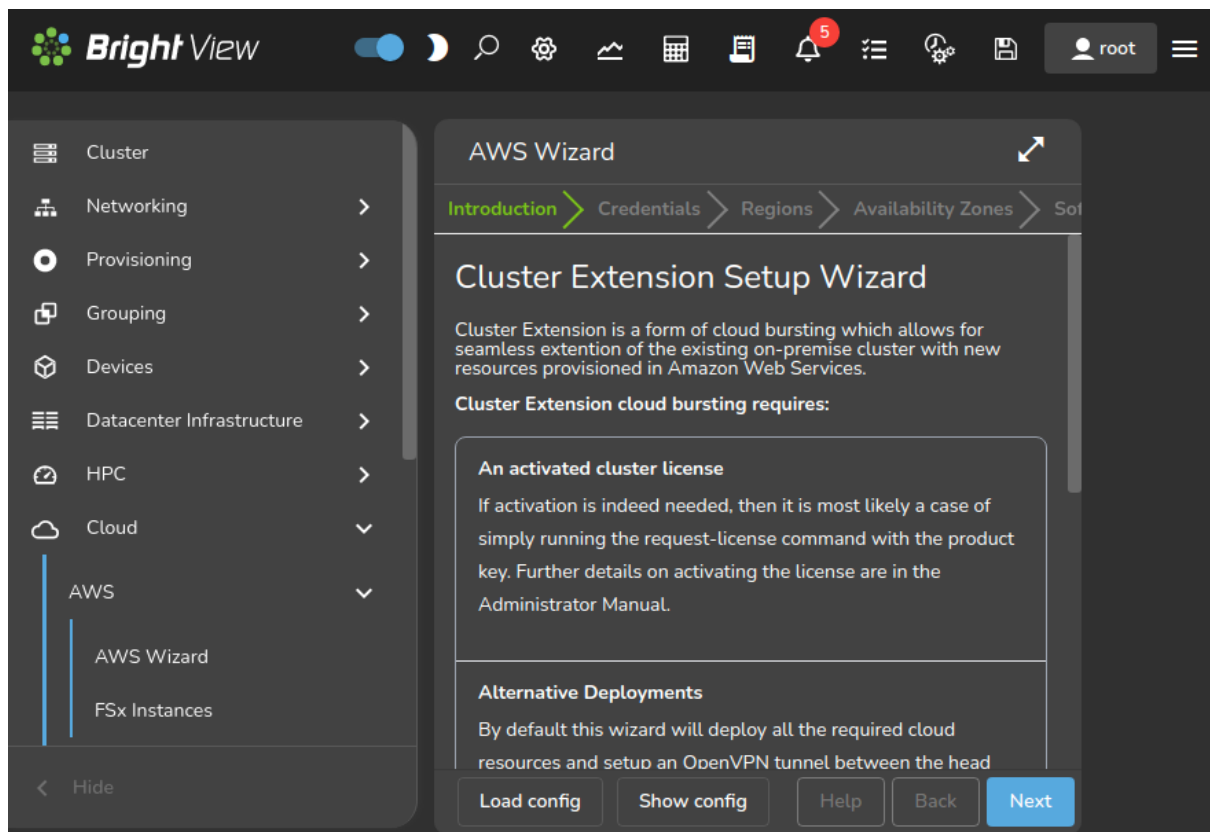 Bright View
5
root
Cluster
Networking
Provisioning
Grouping
Devices
Datacenter Infrastructure
HPC
Cloud
AWS
AWS Wizard
FSx Instances
Hide
AWS Wizard
Introduction
Credentials
Regions
Availability Zones
Sof
Cluster Extension Setup Wizard
Cluster Extension is a form of cloud bursting which allows for
seamless extention of the existing on-premise cluster with new
resources provisioned in Amazon Web Services.
Cluster Extension cloud bursting requires:
An activated cluster license
If activation is indeed needed, then it is most likely a case of
simply running the request-license command with the product
key. Further details on activating the license are in the
Administrator Manual.
Alternative Deployments
By default this wizard will deploy all the required cloud
resources and setup an OpenVPN tunnel between the head
Load config
Show config
Help
Back
Next